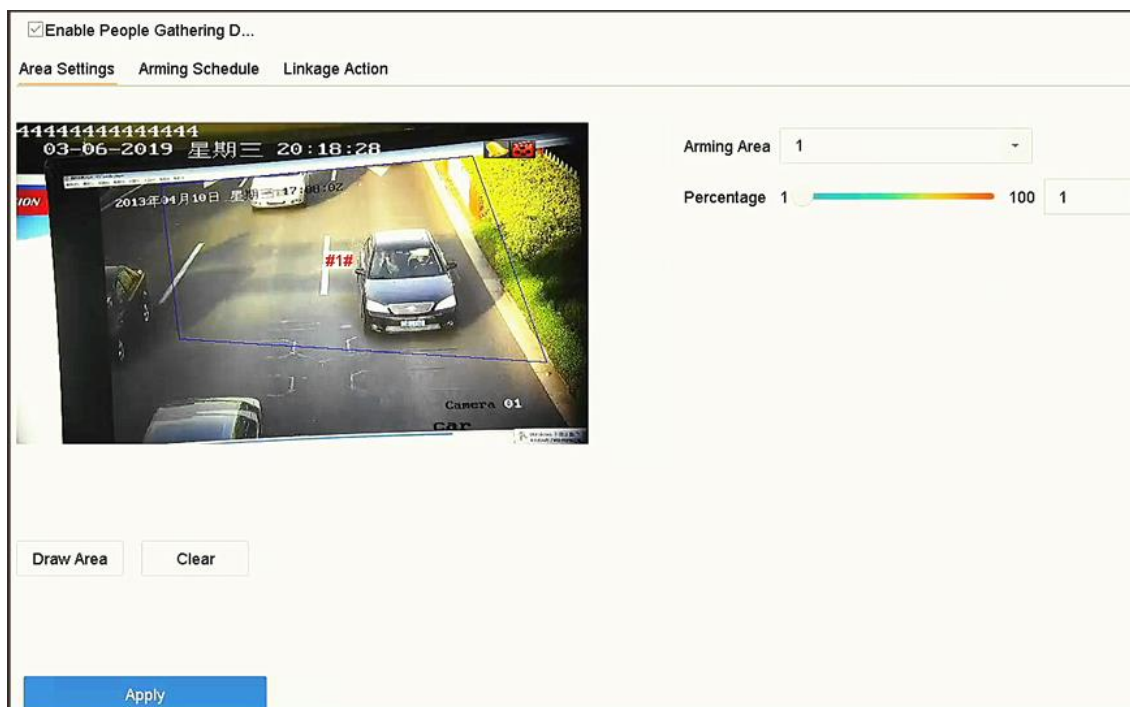 Enable People Gathering D...
Area Settings Arming Schedule Linkage Action
44444444444444
03-06-2019 星期三 20:18:28
ION
2013年04月10日 星期三 17:08:02
#1#
Camera 01
car
Arming Area 1
Percentage 1 100 1
Draw Area Clear
Apply